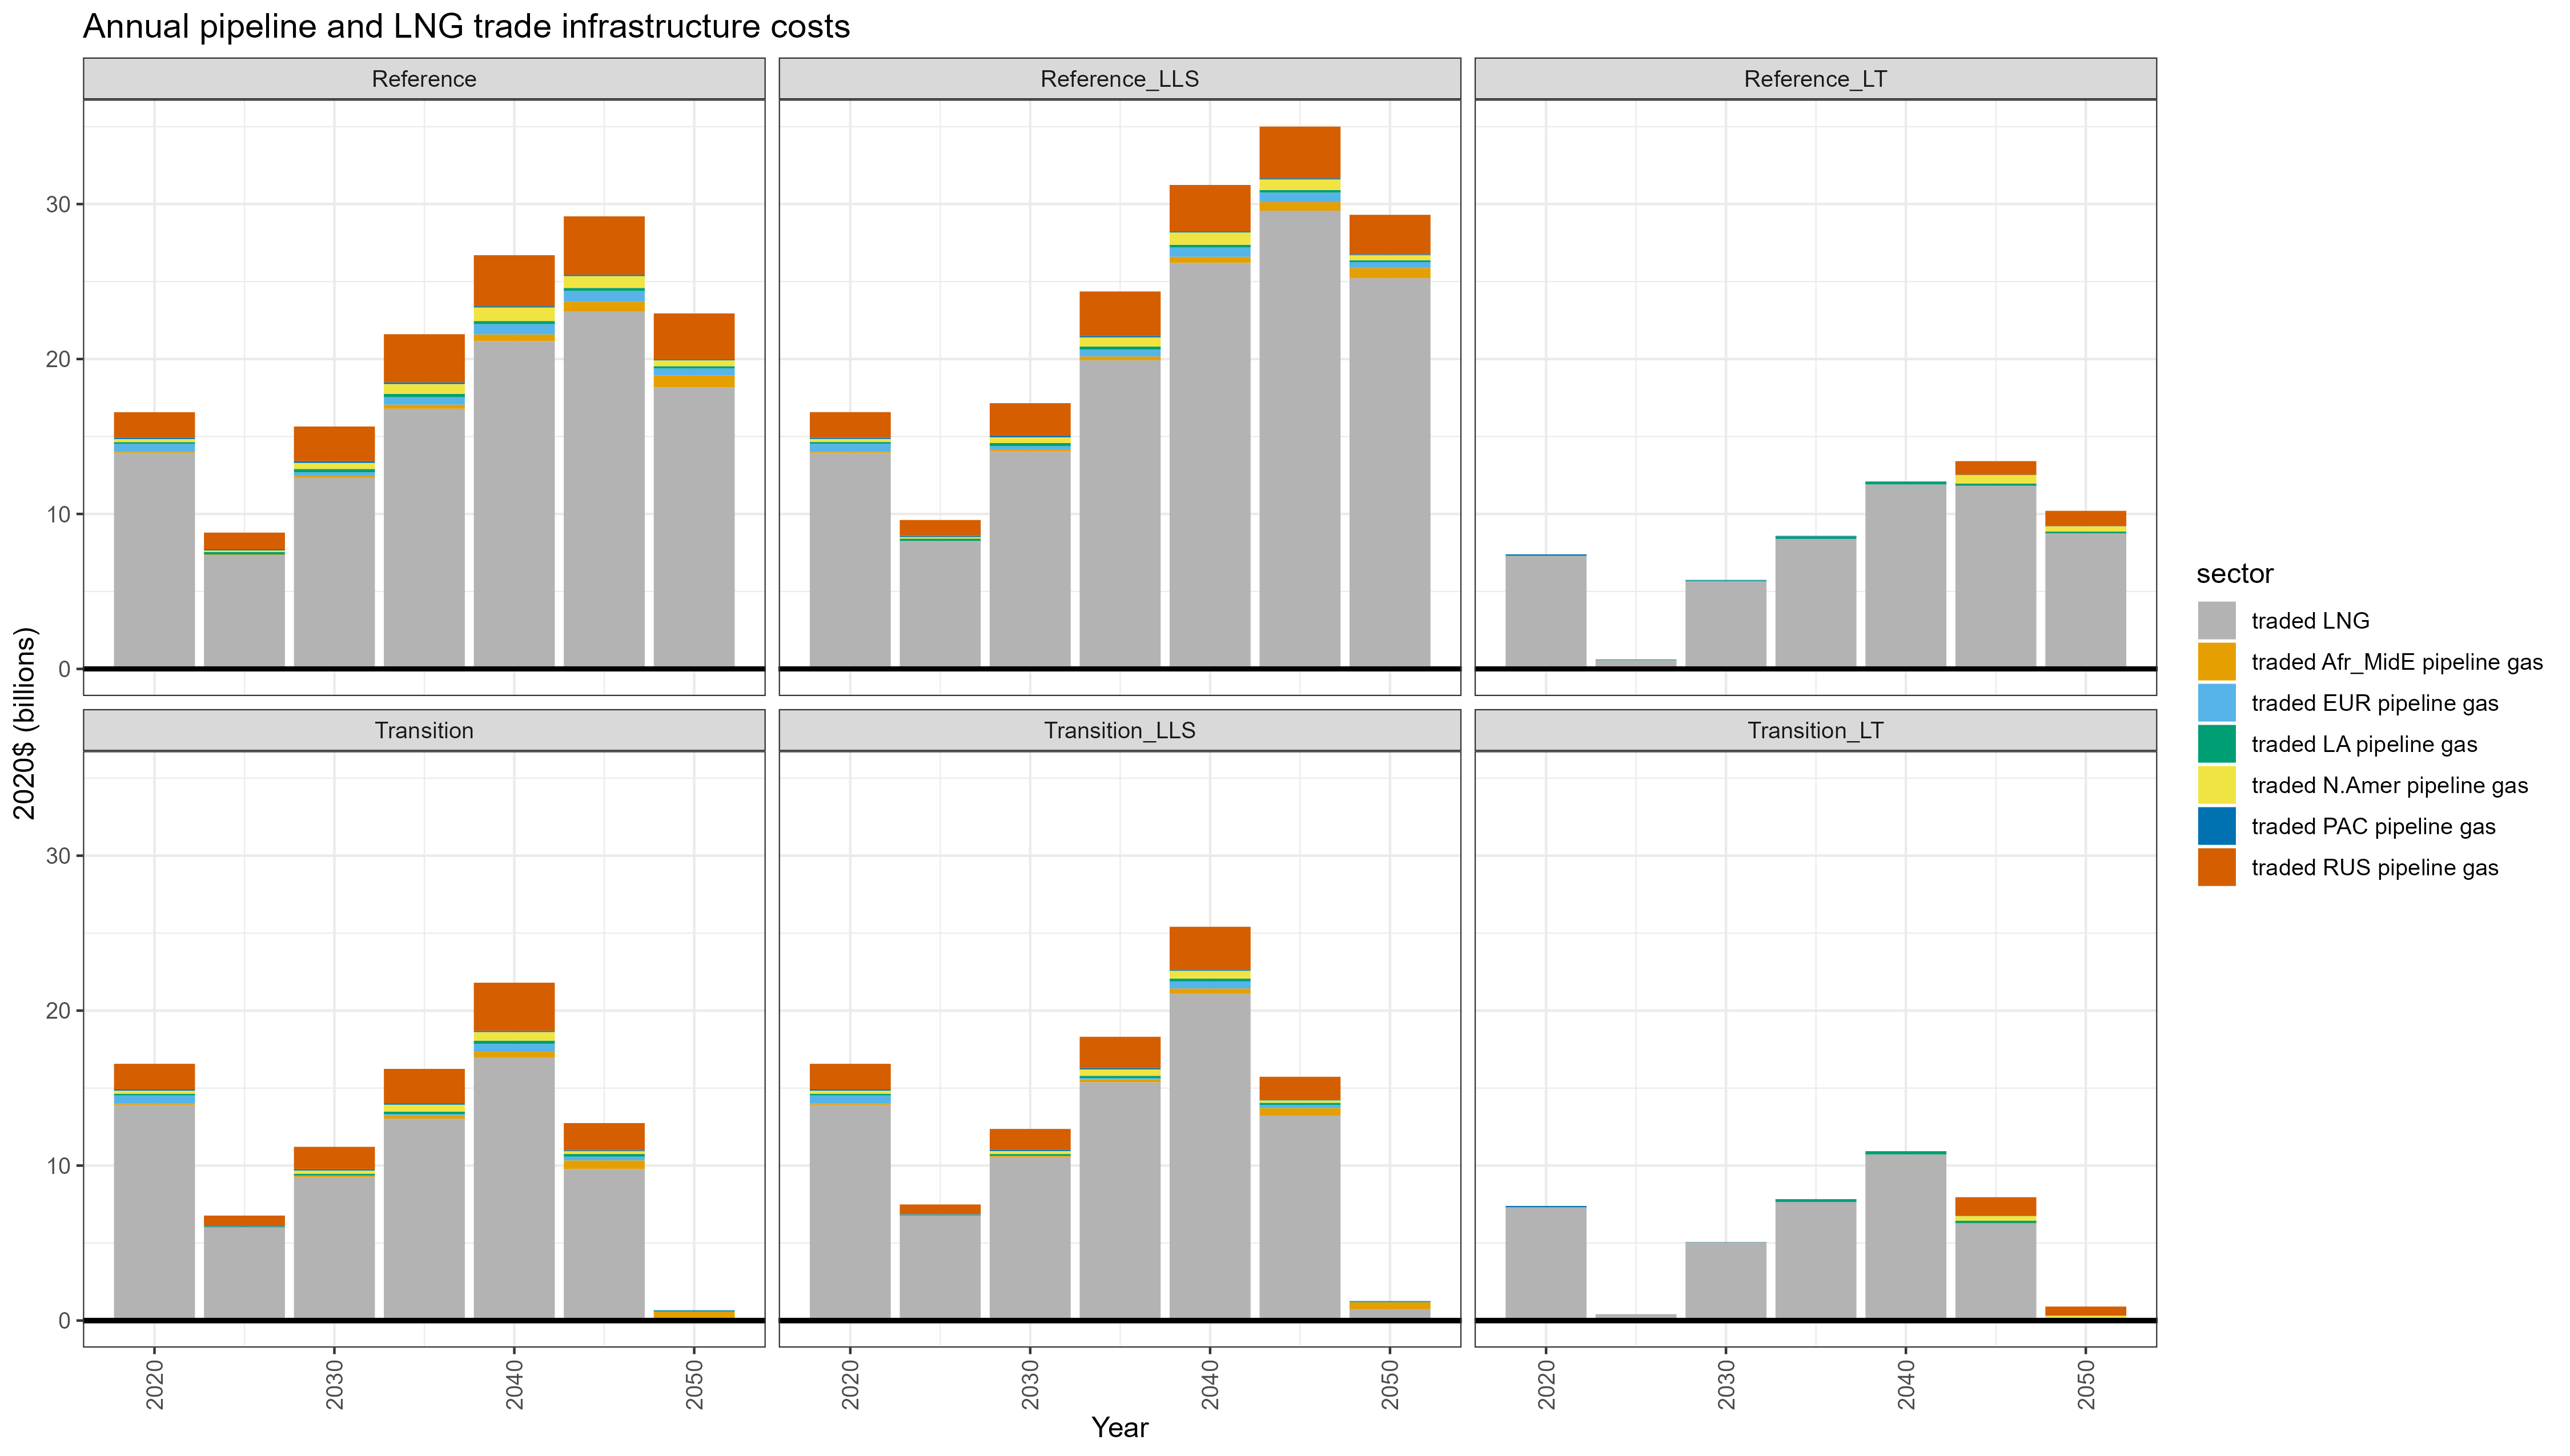 Annual pipeline and LNG trade infrastructure costs
Reference
Reference_LLS
Reference_LT
30
20
10
0
Transition
Transition_LLS
Transition_LT
30
20
10
0
2020$ (billions)
2020
2030
2040
2050
2020
2030
2040
2050
2020
2030
2040
2050
Year
sector
traded LNG
traded Afr_MidE pipeline gas
traded EUR pipeline gas
traded LA pipeline gas
traded N.Amer pipeline gas
traded PAC pipeline gas
traded RUS pipeline gas